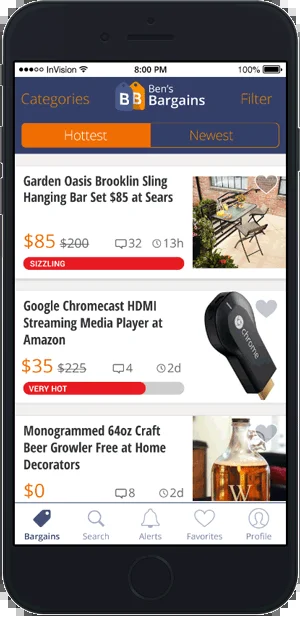 ●●●○○ InVision 8:00 PM 100%
Categories Ben's Bargains Filter
BB
Hottest Newest
Garden Oasis Brooklin Sling
Hanging Bar Set $85 at Sears
$85 $200 32 13h
SIZZLING
Google Chromecast HDMI
Streaming Media Player at
Amazon
chrome
$35 $225 4 2d
VERY HOT
Monogrammed 64oz Craft
Beer Growler Free at Home
Decorators
W
$0 8 2d
Bargains Search Alerts Favorites Profile